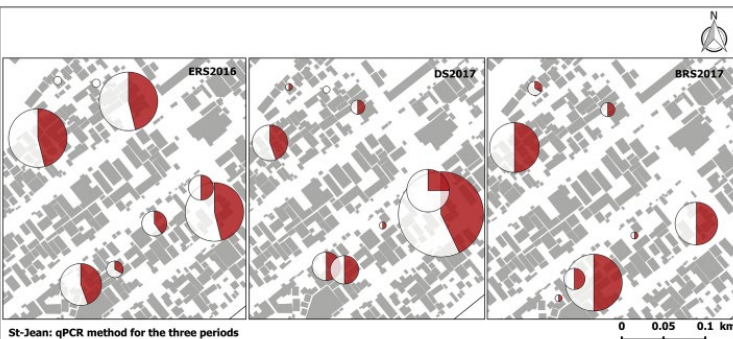 N
ERS2016
DS2017
BRS2017
St-Jean: qPCR method for the three periods
0 0.05 0.1 km